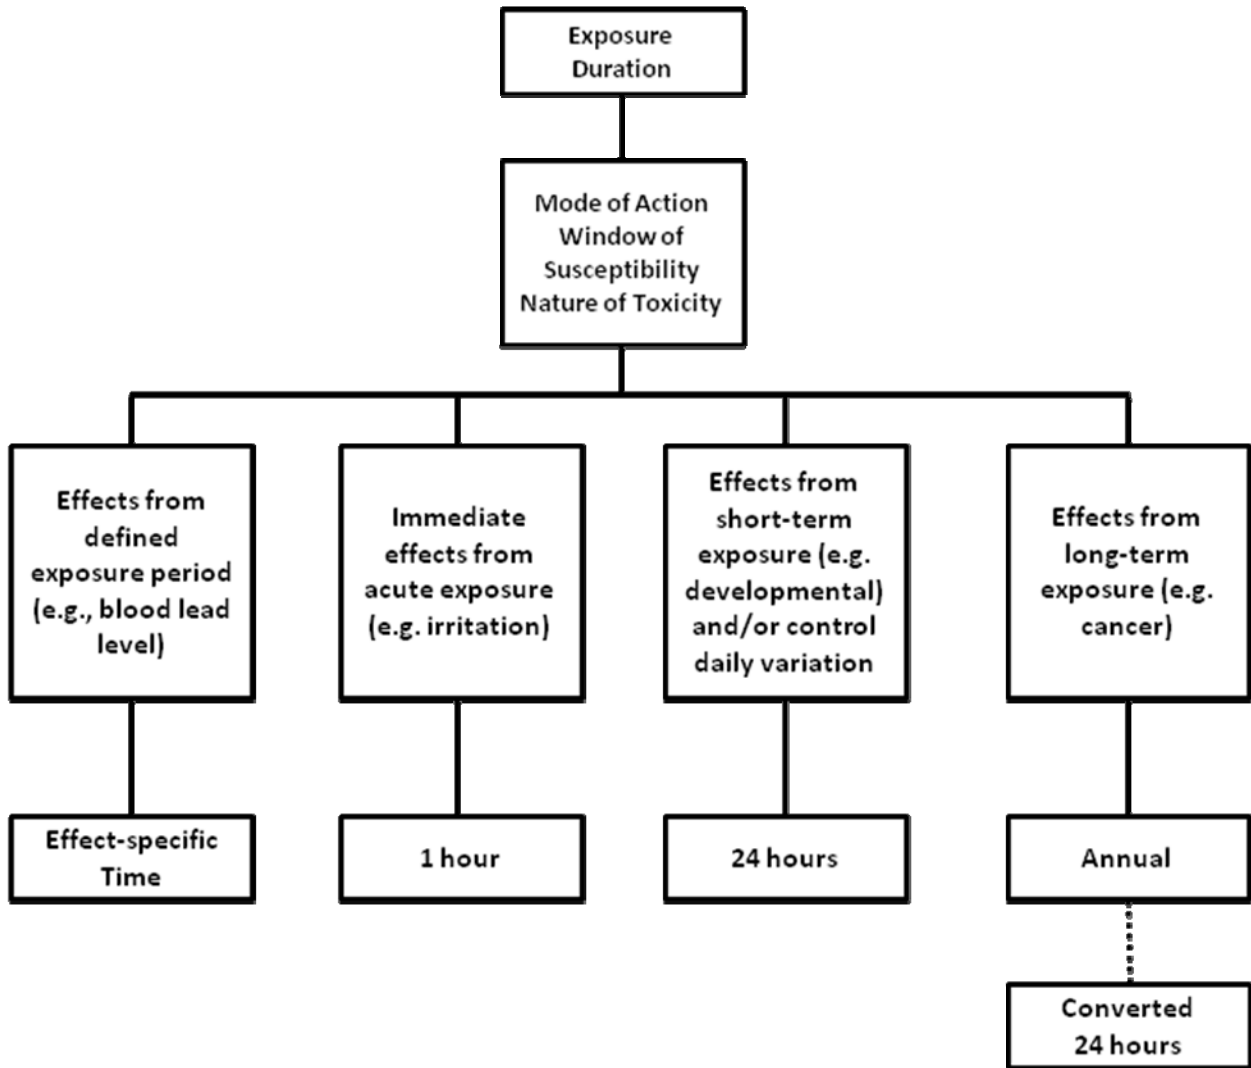 Exposure
Duration
Mode of Action
Window of
Susceptibility
Nature of Toxicity
Effects from
defined
exposure period
(e.g., blood lead
level)
Immediate
effects from
acute exposure
(e.g. irritation)
Effects from
short-term
exposure (e.g.
developmental)
and/or control
daily variation
Effects from
long-term
exposure (e.g.
cancer)
Effect-specific
Time
1 hour
24 hours
Annual
Converted
24 hours